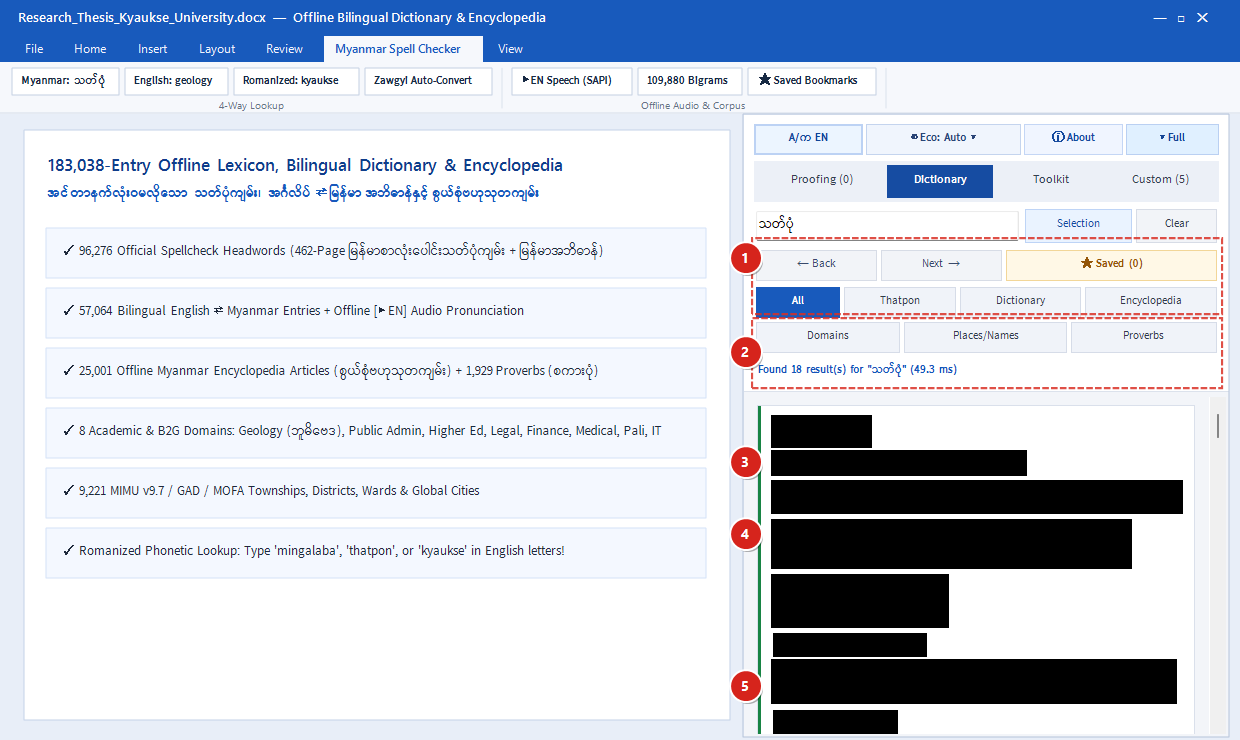 Research_Thesis_Kyaukse_University.docx — Offline Bilingual Dictionary & Encyclopedia
File Home Insert Layout Review Myanmar Spell Checker View
Myanmar: သတ်ပုံ English: geology Romanized: kyaukse Zawgyi Auto-Convert EN Speech (SAPI) 109,880 Bigrams ★ Saved Bookmarks
4-Way Lookup Offline Audio & Corpus
183,038-Entry Offline Lexicon, Bilingual Dictionary & Encyclopedia
အင်တာနက်လုံးဝမလိုသော သတ်ပုံကျမ်း၊ အင်္ဂလိပ် ⇄ မြန်မာ အဘိဓာန်နှင့် စွယ်စုံဗဟုသုတကျမ်း
✓ 96,276 Official Spellcheck Headwords (462-Page မြန်မာစာလုံးပေါင်းသတ်ပုံကျမ်း + မြန်မာအဘိဓာန်)
✓ 57,064 Bilingual English ⇄ Myanmar Entries + Offline [▶ EN] Audio Pronunciation
✓ 25,001 Offline Myanmar Encyclopedia Articles (စွယ်စုံဗဟုသုတကျမ်း) + 1,929 Proverbs (စကားပုံ)
✓ 8 Academic & B2G Domains: Geology (ဘူမိဗေဒ), Public Admin, Higher Ed, Legal, Finance, Medical, Pali, IT
✓ 9,221 MIMU v9.7 / GAD / MOFA Townships, Districts, Wards & Global Cities
✓ Romanized Phonetic Lookup: Type 'mingalaba', 'thatpon', or 'kyaukse' in English letters!
A/က EN Eco: Auto ▾ ⓘ About ▾ Full
Proofing (0) Dictionary Toolkit Custom (5)
သတ်ပုံ Selection Clear
1 ← Back Next → ★ Saved (0)
All Thatpon Dictionary Encyclopedia
2 Domains Places/Names Proverbs
Found 18 result(s) for "သတ်ပုံ" (49.3 ms)
3
4
5